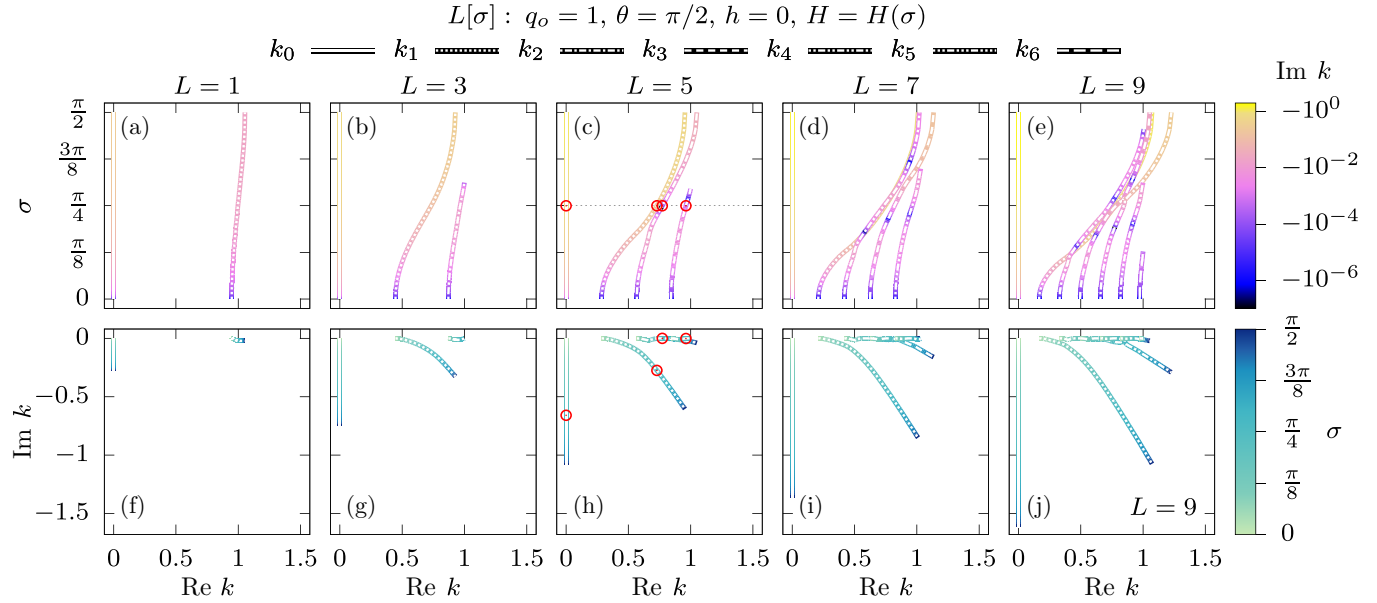 L[σ] : q_o = 1, θ = π/2, h = 0, H = H(σ)
k_0 k_1 k_2 k_3 k_4 k_5 k_6
L = 1 L = 3 L = 5 L = 7 L = 9 Im k
(a) (b) (c) (d) (e)
σ
π/2
3π/8
π/4
π/8
0
−10^0
−10^{−2}
−10^{−4}
−10^{−6}
0 0.5 1 1.5 0 0.5 1 1.5 0 0.5 1 1.5 0 0.5 1 1.5 0 0.5 1 1.5
Re k Re k Re k Re k Re k
Im k
0
−0.5
−1
−1.5
(f) (g) (h) (i) (j) L = 9
π/2
3π/8
π/4
π/8
0
σ